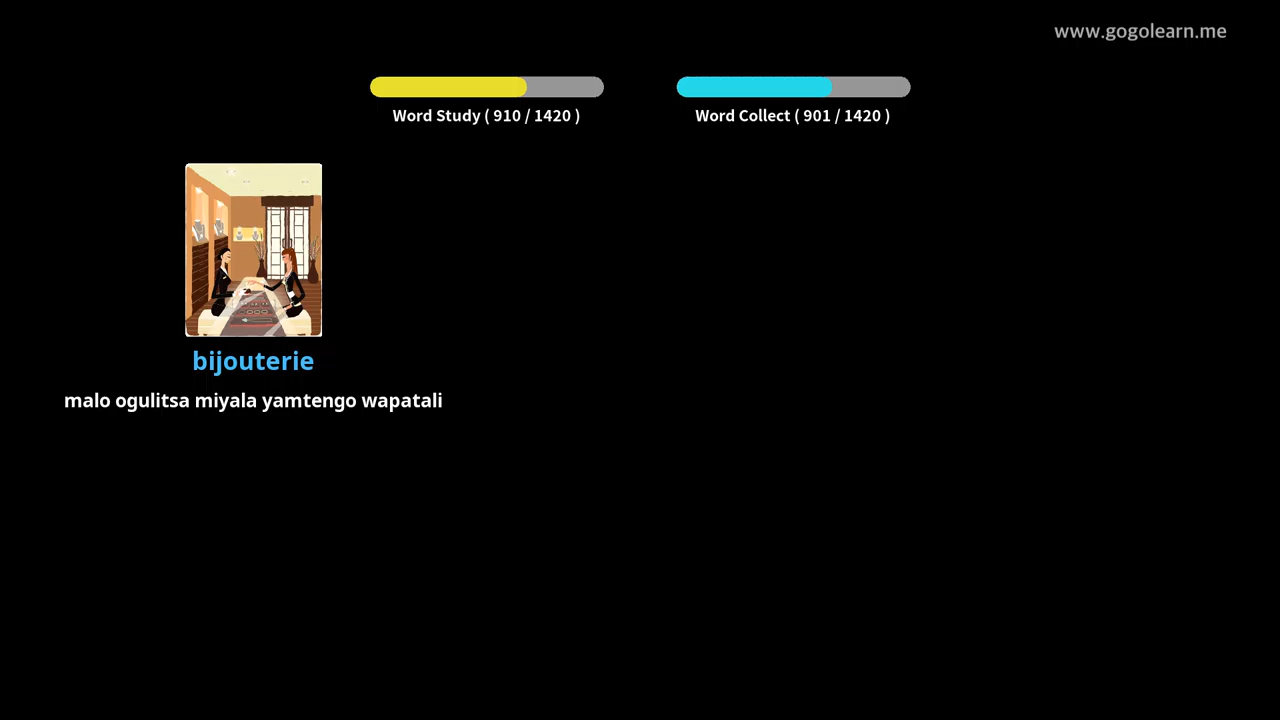 www.gogolearn.me
Word Study ( 910 / 1420 )
Word Collect ( 901 / 1420 )
bijouterie
malo ogulitsa miyala yamtengo wapatali